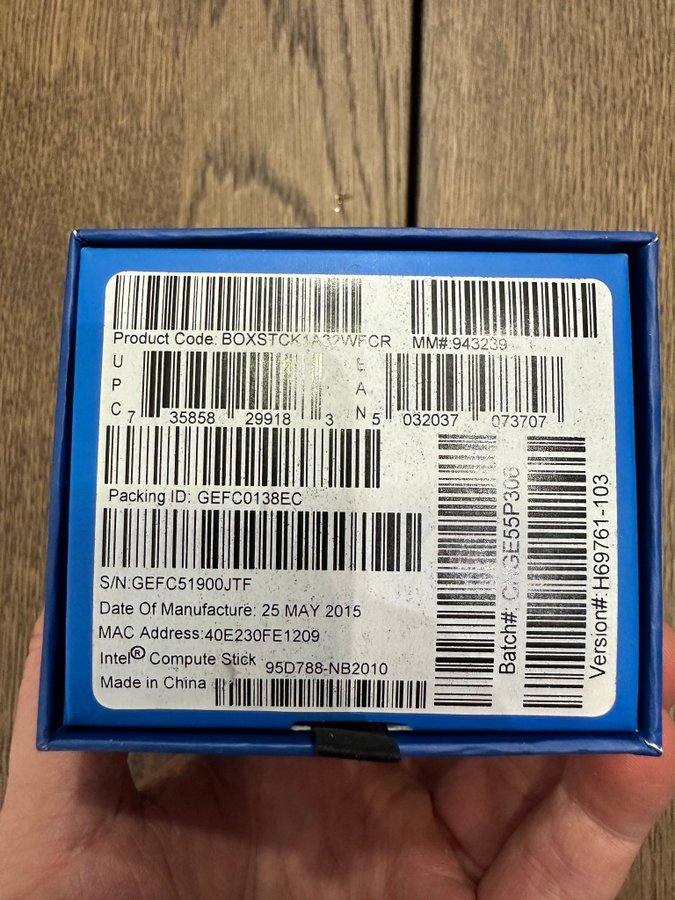 Product Code: BOXSTCK1A32WFCR MM#:943239
UPC 7 35858 29918 3
EAN 5 032037 073707
Packing ID: GEFC0138EC
S/N:GEFC51900JTF
Date Of Manufacture: 25 MAY 2015
MAC Address:40E230FE1209
Intel® Compute Stick 95D788-NB2010
Made in China
Batch#:
Version#: H69761-103